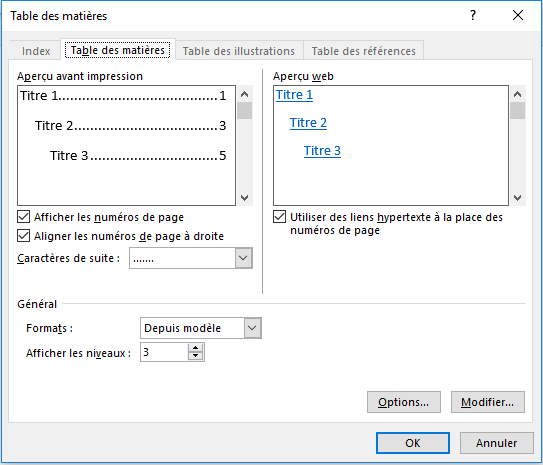 Table des matières
Index
Table des matières
Table des illustrations
Table des références
Aperçu avant impression
Titre 1.......................................1
Titre 2...............................3
Titre 3..........................5
Afficher les numéros de page
Aligner les numéros de page à droite
Caractères de suite : .......
Aperçu web
Titre 1
Titre 2
Titre 3
Utiliser des liens hypertexte à la place des
numéros de page
Général
Formats : Depuis modèle
Afficher les niveaux : 3
Options... Modifier...
OK Annuler